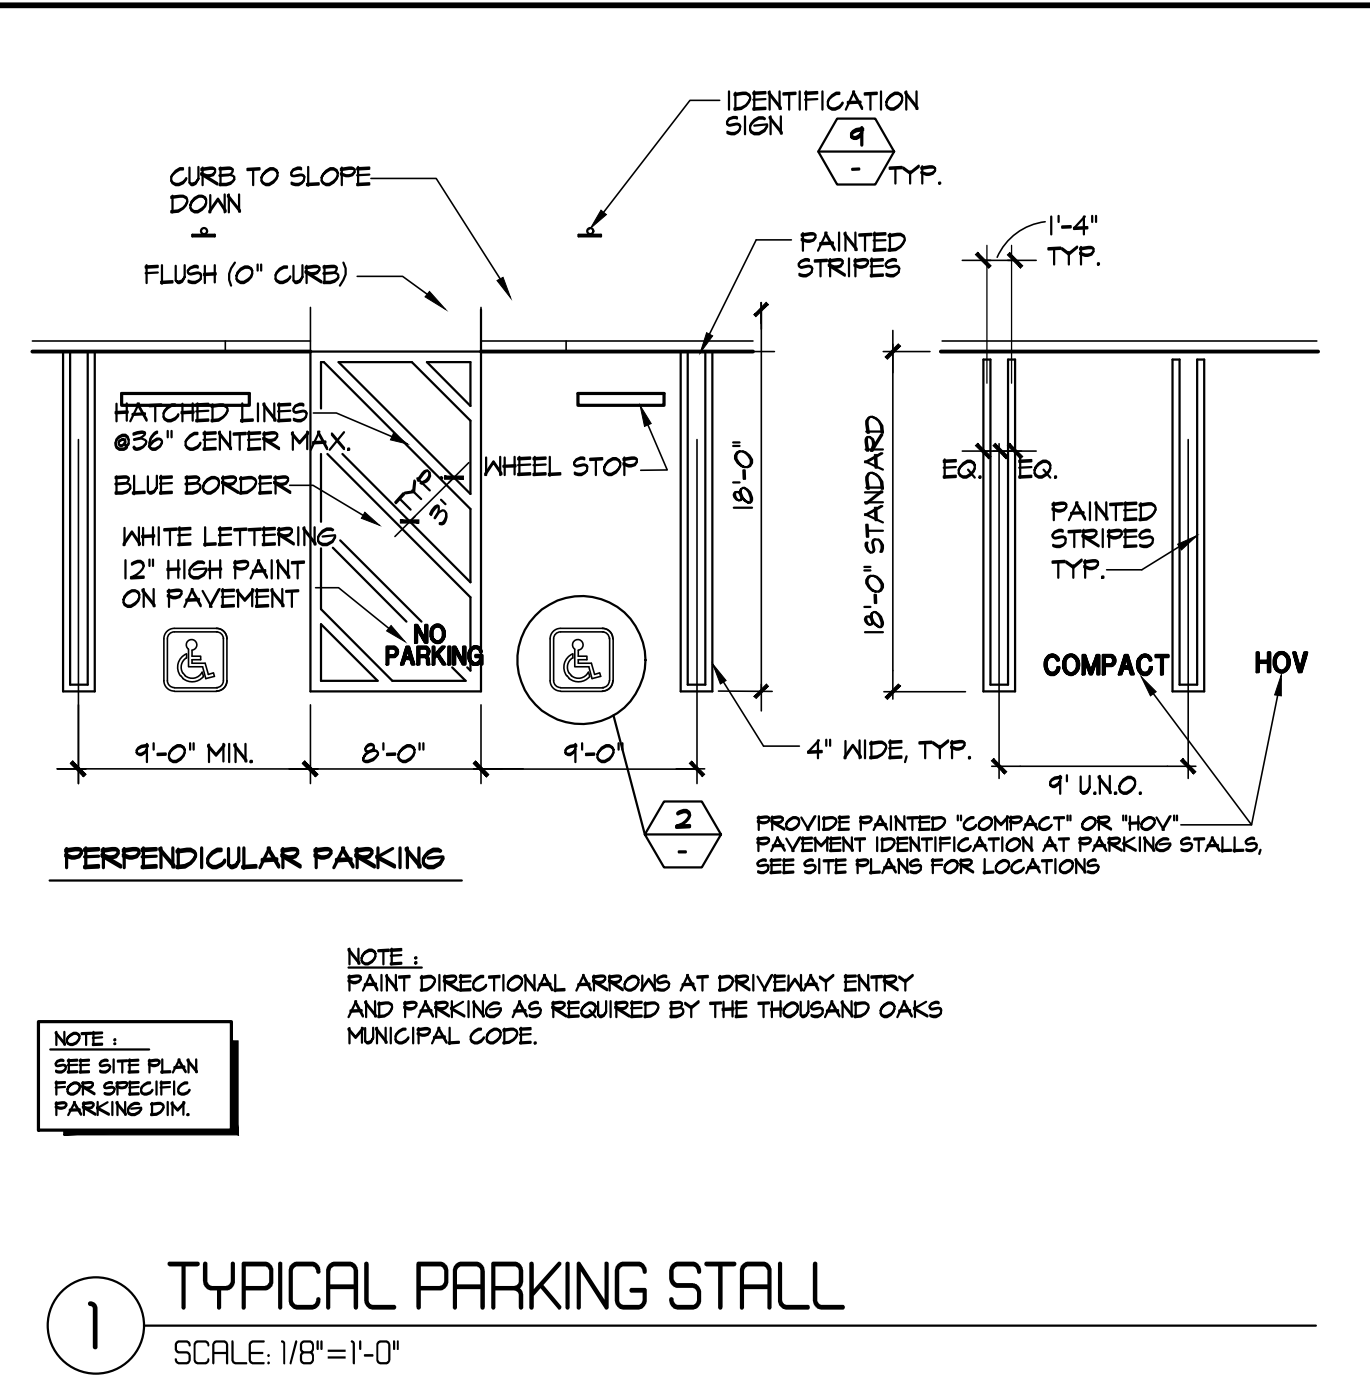 IDENTIFICATION
SIGN
9
-
TYP.
CURB TO SLOPE
DOWN
FLUSH (0" CURB)
PAINTED
STRIPES
1'-4"
TYP.
HATCHED LINES
@36" CENTER MAX.
BLUE BORDER
WHITE LETTERING
12" HIGH PAINT
ON PAVEMENT
TYP.
3'
WHEEL STOP
18'-0"
18'-0" STANDARD
EQ.
EQ.
PAINTED
STRIPES
TYP.
NO
PARKING
COMPACT
HOV
9'-0" MIN.
8'-0"
9'-0"
4" WIDE, TYP.
9' U.N.O.
2
-
PROVIDE PAINTED "COMPACT" OR "HOV"
PAVEMENT IDENTIFICATION AT PARKING STALLS,
SEE SITE PLANS FOR LOCATIONS
PERPENDICULAR PARKING
NOTE :
PAINT DIRECTIONAL ARROWS AT DRIVEWAY ENTRY
AND PARKING AS REQUIRED BY THE THOUSAND OAKS
MUNICIPAL CODE.
NOTE :
SEE SITE PLAN
FOR SPECIFIC
PARKING DIM.
1
TYPICAL PARKING STALL
SCALE: 1/8"=1'-0"